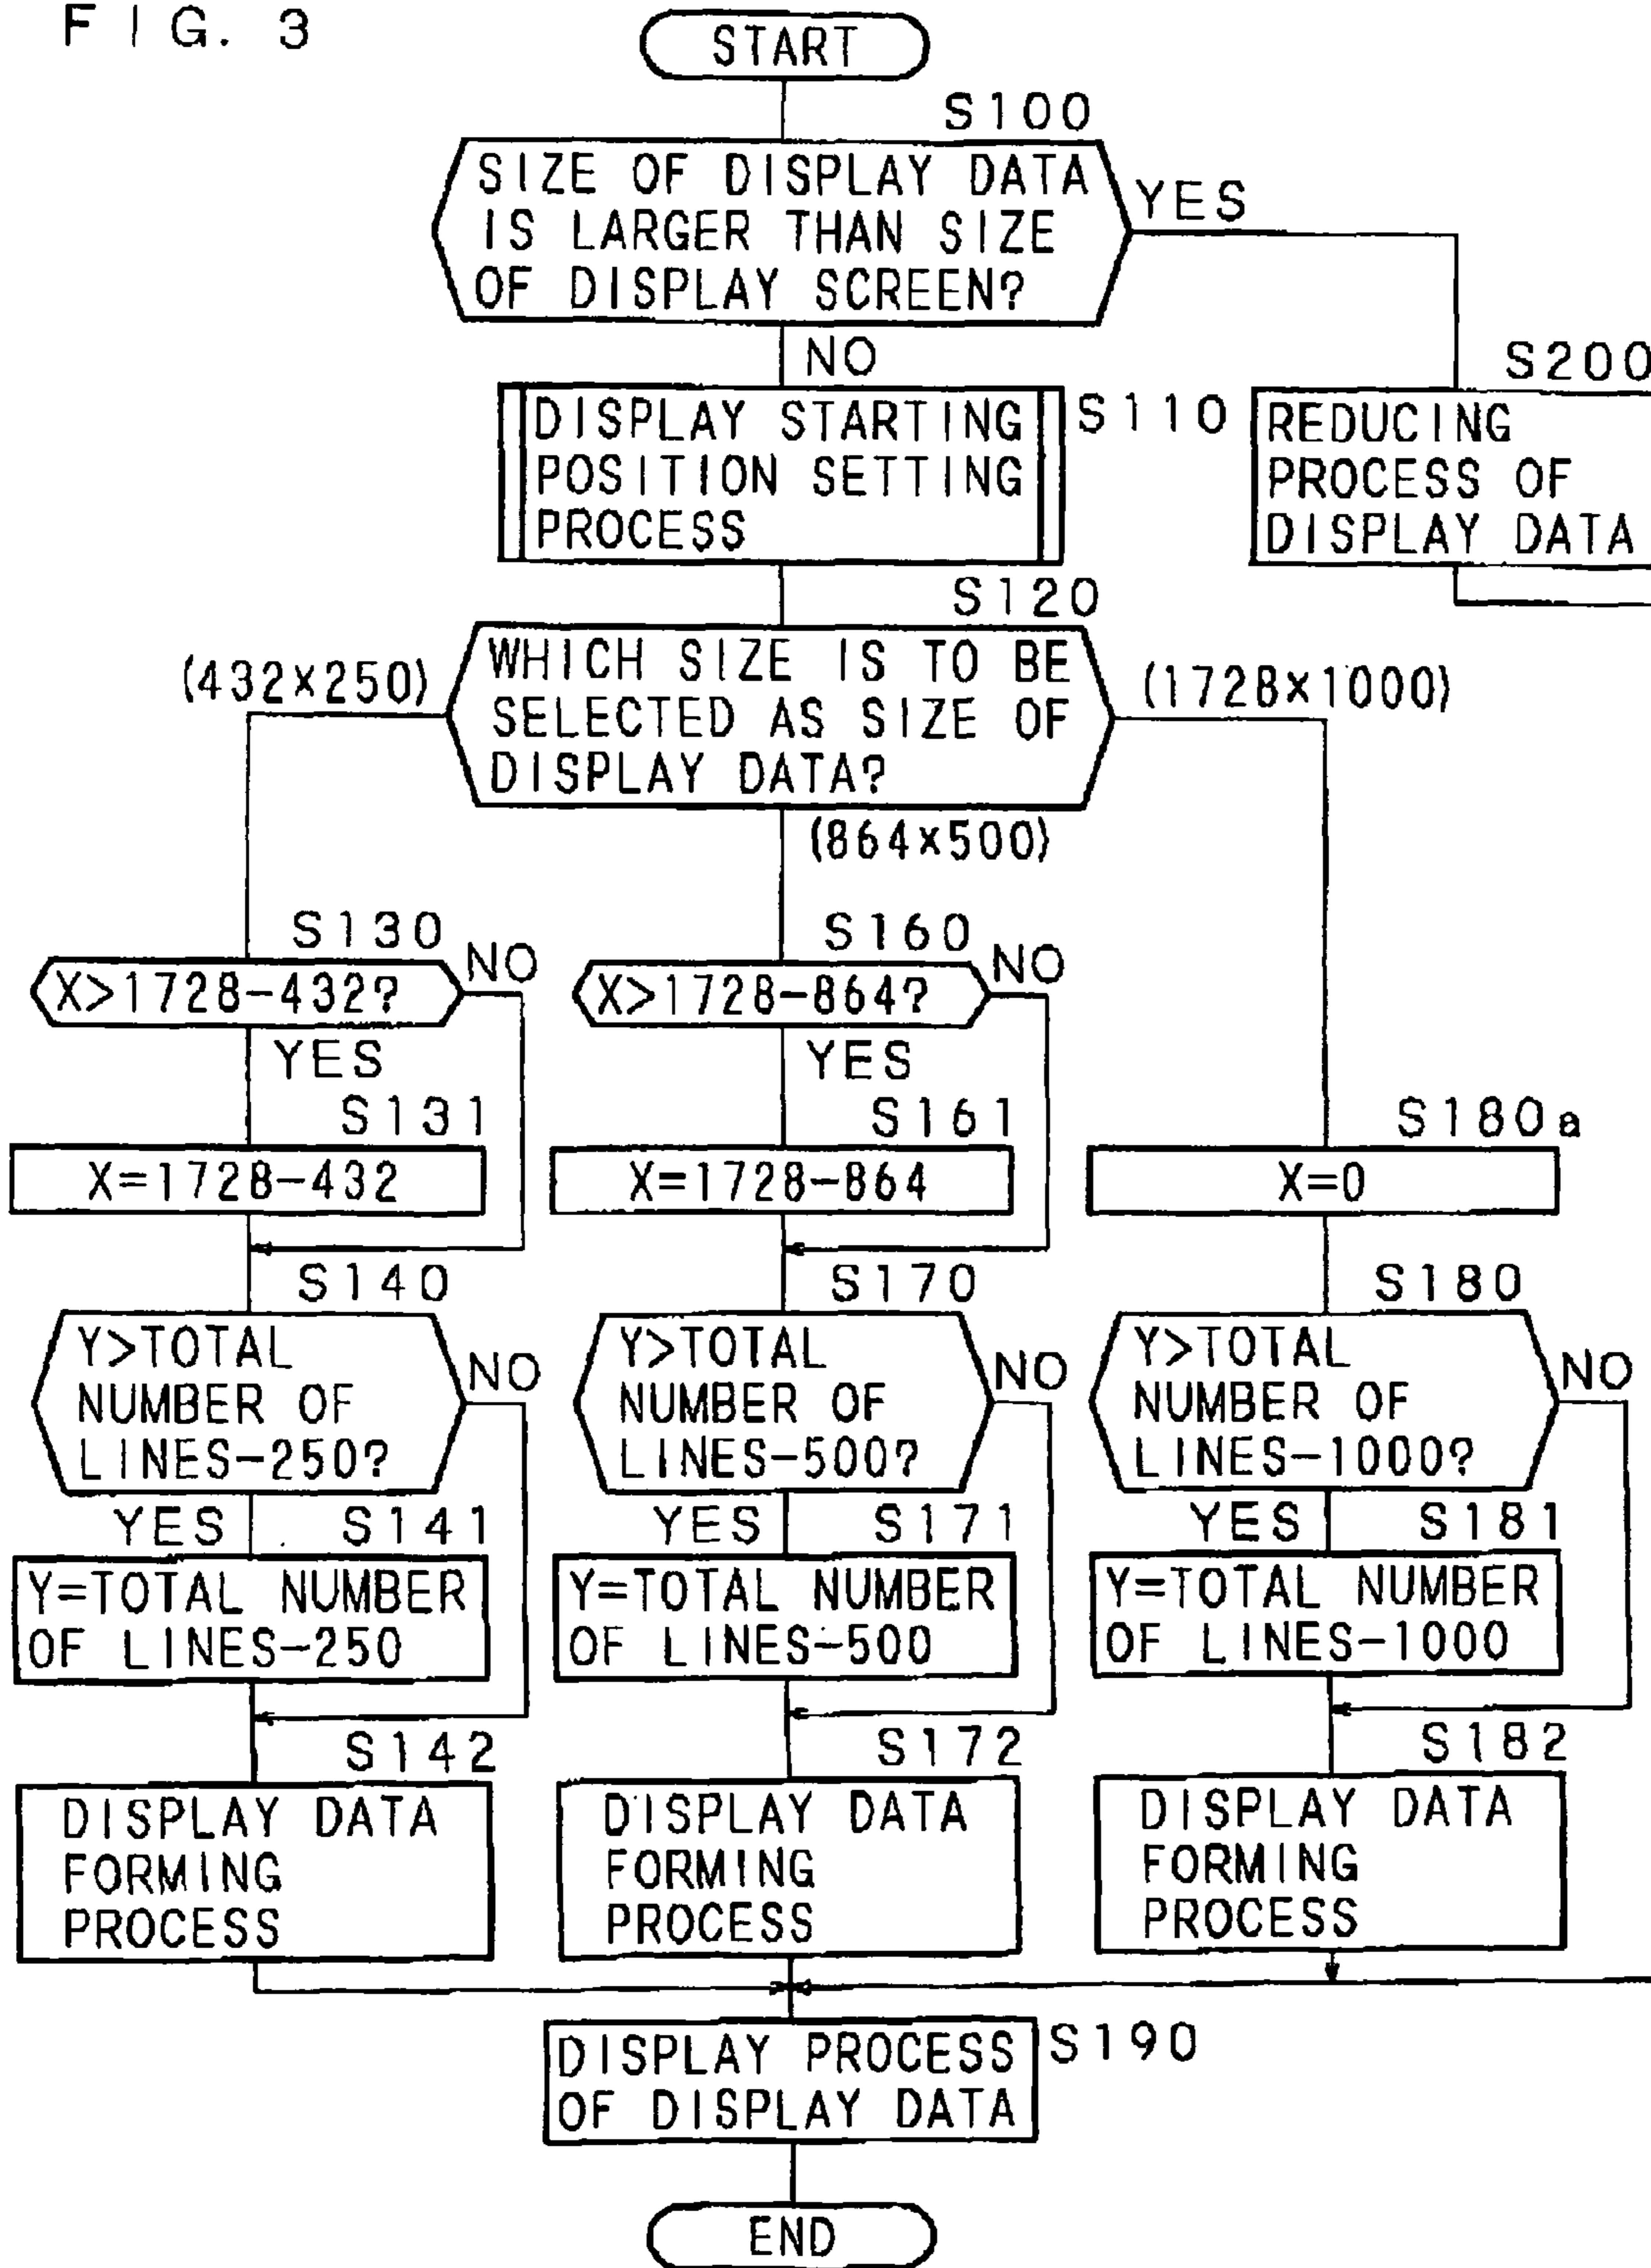 FIG. 3
START
S100
SIZE OF DISPLAY DATA
IS LARGER THAN SIZE
OF DISPLAY SCREEN?
YES
NO
S110
DISPLAY STARTING
POSITION SETTING
PROCESS
S200
REDUCING
PROCESS OF
DISPLAY DATA
S120
WHICH SIZE IS TO BE
SELECTED AS SIZE OF
DISPLAY DATA?
(432×250)
(864×500)
(1728×1000)
S130
X>1728-432?
NO
YES
S131
X=1728-432
S140
Y>TOTAL
NUMBER OF
LINES-250?
NO
YES
S141
Y=TOTAL NUMBER
OF LINES-250
S142
DISPLAY DATA
FORMING
PROCESS
S160
X>1728-864?
NO
YES
S161
X=1728-864
S170
Y>TOTAL
NUMBER OF
LINES-500?
NO
YES
S171
Y=TOTAL NUMBER
OF LINES-500
S172
DISPLAY DATA
FORMING
PROCESS
S180a
X=0
S180
Y>TOTAL
NUMBER OF
LINES-1000?
NO
YES
S181
Y=TOTAL NUMBER
OF LINES-1000
S182
DISPLAY DATA
FORMING
PROCESS
S190
DISPLAY PROCESS
OF DISPLAY DATA
END